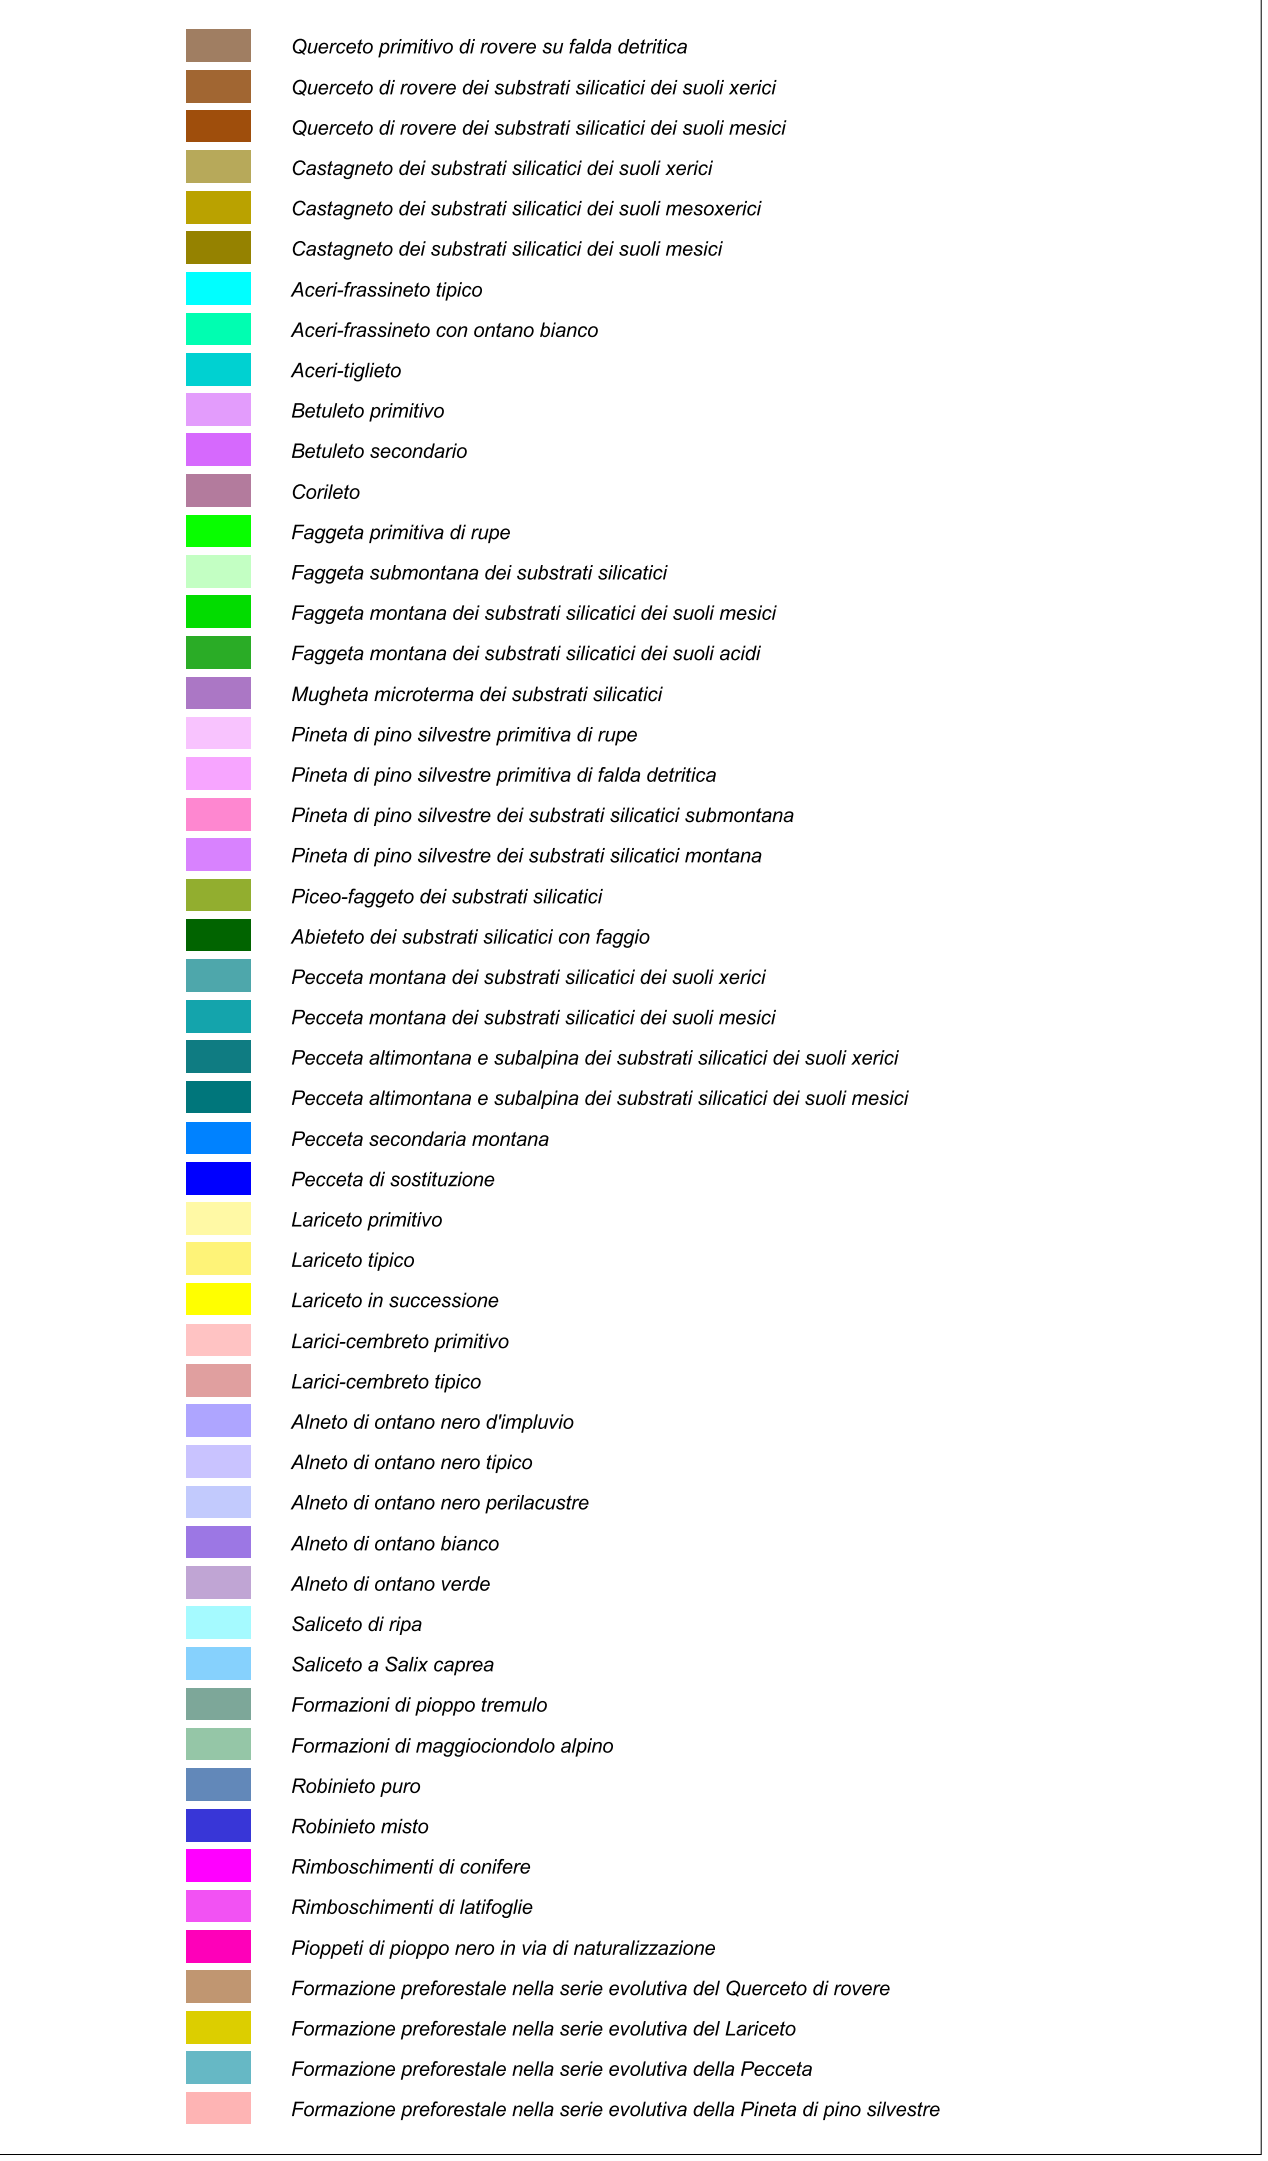 Querceto primitivo di rovere su falda detritica
Querceto di rovere dei substrati silicatici dei suoli xerici
Querceto di rovere dei substrati silicatici dei suoli mesici
Castagneto dei substrati silicatici dei suoli xerici
Castagneto dei substrati silicatici dei suoli mesoxerici
Castagneto dei substrati silicatici dei suoli mesici
Aceri-frassineto tipico
Aceri-frassineto con ontano bianco
Aceri-tiglieto
Betuleto primitivo
Betuleto secondario
Corileto
Faggeta primitiva di rupe
Faggeta submontana dei substrati silicatici
Faggeta montana dei substrati silicatici dei suoli mesici
Faggeta montana dei substrati silicatici dei suoli acidi
Mugheta microterma dei substrati silicatici
Pineta di pino silvestre primitiva di rupe
Pineta di pino silvestre primitiva di falda detritica
Pineta di pino silvestre dei substrati silicatici submontana
Pineta di pino silvestre dei substrati silicatici montana
Piceo-faggeto dei substrati silicatici
Abieteto dei substrati silicatici con faggio
Pecceta montana dei substrati silicatici dei suoli xerici
Pecceta montana dei substrati silicatici dei suoli mesici
Pecceta altimontana e subalpina dei substrati silicatici dei suoli xerici
Pecceta altimontana e subalpina dei substrati silicatici dei suoli mesici
Pecceta secondaria montana
Pecceta di sostituzione
Lariceto primitivo
Lariceto tipico
Lariceto in successione
Larici-cembreto primitivo
Larici-cembreto tipico
Alneto di ontano nero d'impluvio
Alneto di ontano nero tipico
Alneto di ontano nero perilacustre
Alneto di ontano bianco
Alneto di ontano verde
Saliceto di ripa
Saliceto a Salix caprea
Formazioni di pioppo tremulo
Formazioni di maggiociondolo alpino
Robinieto puro
Robinieto misto
Rimboschimenti di conifere
Rimboschimenti di latifoglie
Pioppeti di pioppo nero in via di naturalizzazione
Formazione preforestale nella serie evolutiva del Querceto di rovere
Formazione preforestale nella serie evolutiva del Lariceto
Formazione preforestale nella serie evolutiva della Pecceta
Formazione preforestale nella serie evolutiva della Pineta di pino silvestre